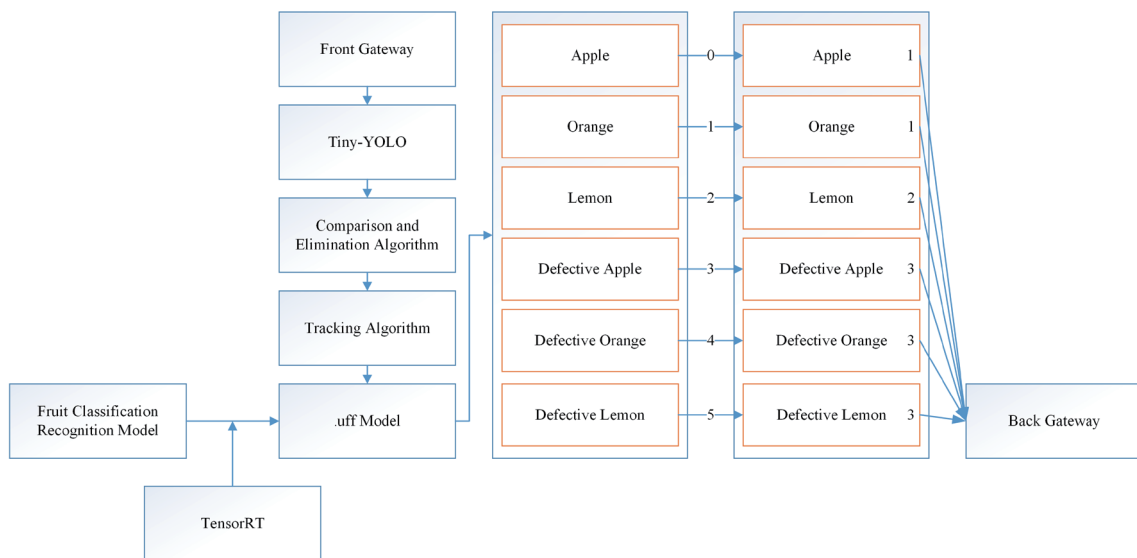 Front Gateway
Tiny-YOLO
Comparison and
Elimination Algorithm
Tracking Algorithm
Fruit Classification
Recognition Model
.uff Model
TensorRT
Apple 0 Apple 1
Orange 1 Orange 1
Lemon 2 Lemon 2
Defective Apple 3 Defective Apple 3
Defective Orange 4 Defective Orange 3
Defective Lemon 5 Defective Lemon 3
Back Gateway